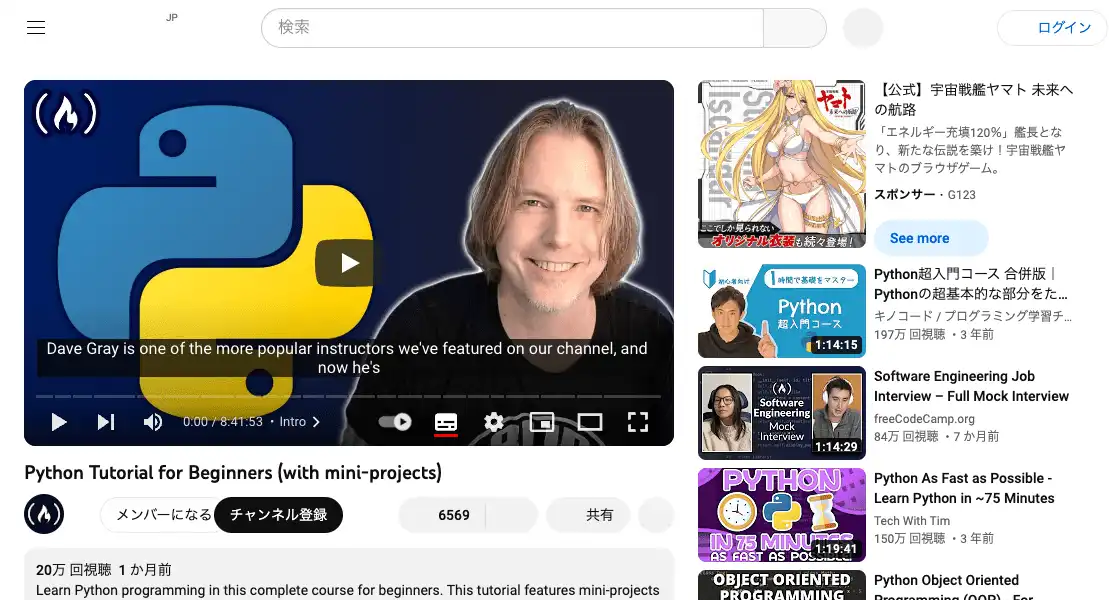 JP
検索
ログイン
Dave Gray is one of the more popular instructors we've featured on our channel, and
now he's
0:00 / 8:41:53 • Intro
Python Tutorial for Beginners (with mini-projects)
メンバーになる
チャンネル登録
6569
共有
20万 回視聴 1 か月前
Learn Python programming in this complete course for beginners. This tutorial features mini-projects
ヤマト
ここでしか見られない
オリジナル衣装も続々登場！
【公式】宇宙戦艦ヤマト 未来へ
の航路
「エネルギー充填120%」艦長とな
り、新たな伝説を築け！宇宙戦艦ヤ
マトのブラウザゲーム。
スポンサー · G123
See more
初心者向け
1時間で基礎をマスター
Python
超入門コース
1:14:15
Python超入門コース 合併版｜
Pythonの超基本的な部分をた...
キノコード / プログラミング学習チ...
197万 回視聴 • 3 年前
Software
Engineering
Mock
Interview
1:14:29
Software Engineering Job
Interview – Full Mock Interview
freeCodeCamp.org
84万 回視聴 • 7 か月前
PYTHON
IN 75 MINUTES
AS FAST AS POSSIBLE
1:19:41
Python As Fast as Possible -
Learn Python in ~75 Minutes
Tech With Tim
150万 回視聴 • 3 年前
OBJECT ORIENTED
PROGRAMMING
Python Object Oriented
Programming (OOP) - For